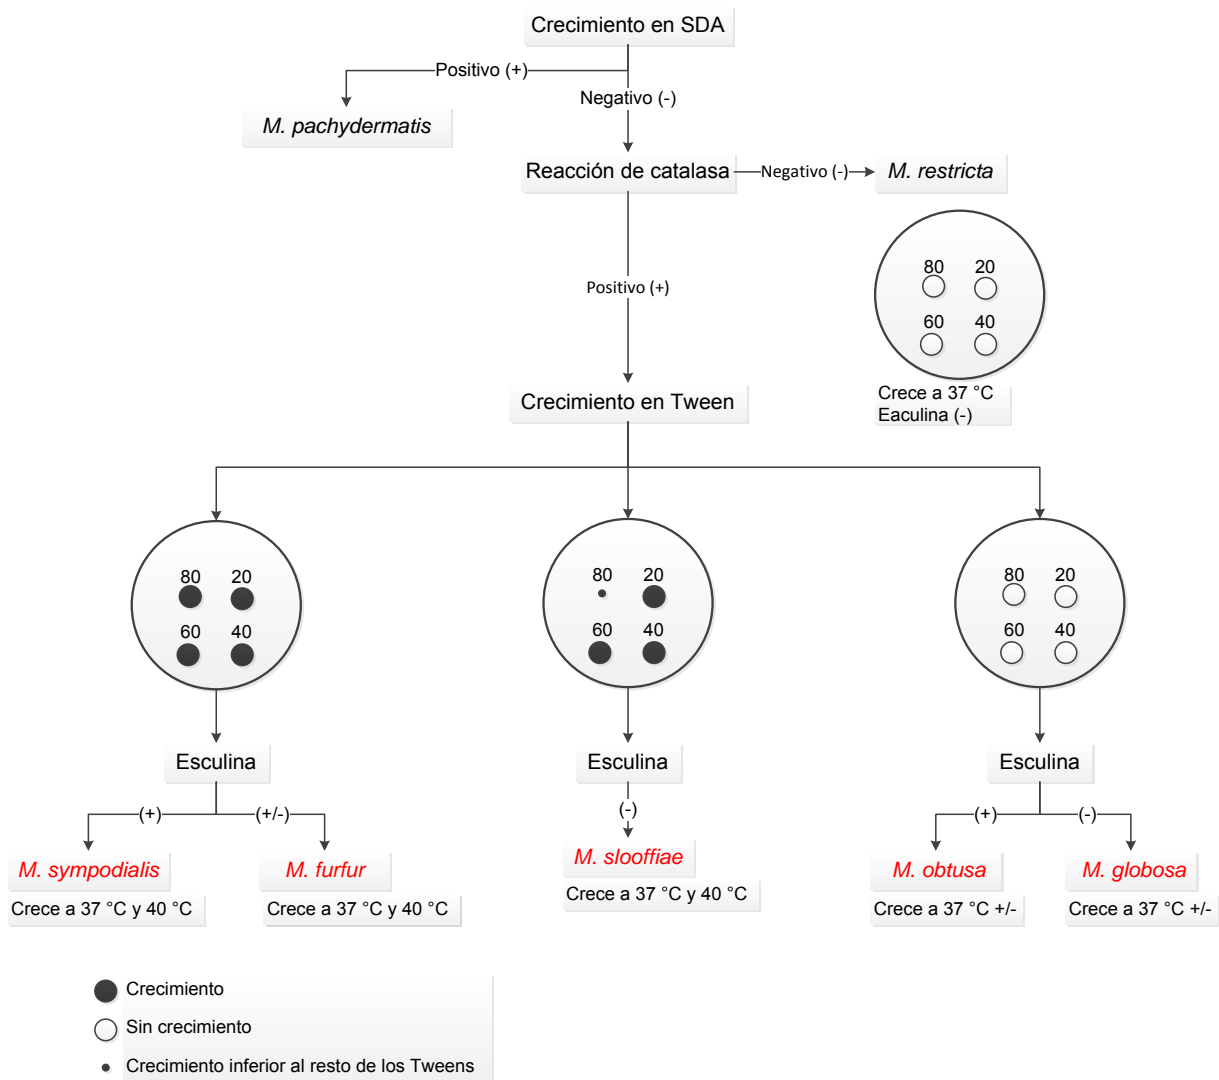 Crecimiento en SDA
Positivo (+)
Negativo (-)
M. pachydermatis
Reacción de catalasa
Negativo (-)
M. restricta
80 20
60 40
Crece a 37 °C
Eaculina (-)
Positivo (+)
Crecimiento en Tween
80 20
60 40
80 20
60 40
80 20
60 40
Esculina
Esculina
Esculina
(+)
(+/-)
(-)
(+)
(-)
M. sympodialis
M. furfur
M. slooffiae
M. obtusa
M. globosa
Crece a 37 °C y 40 °C
Crece a 37 °C y 40 °C
Crece a 37 °C y 40 °C
Crece a 37 °C +/-
Crece a 37 °C +/-
Crecimiento
Sin crecimiento
Crecimiento inferior al resto de los Tweens